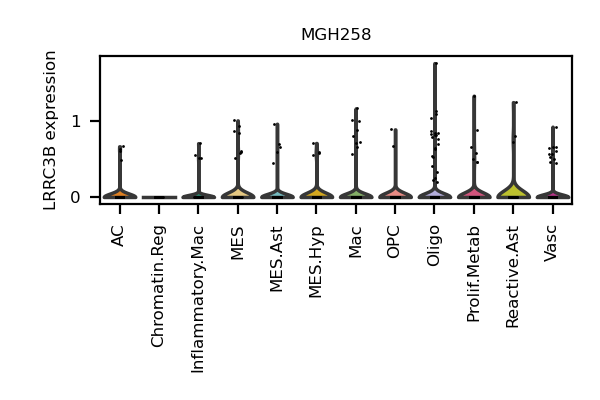 MGH258
LRRC3B expression
1
0
AC
Chromatin.Reg
Inflammatory.Mac
MES
MES.Ast
MES.Hyp
Mac
OPC
Oligo
Prolif.Metab
Reactive.Ast
Vasc